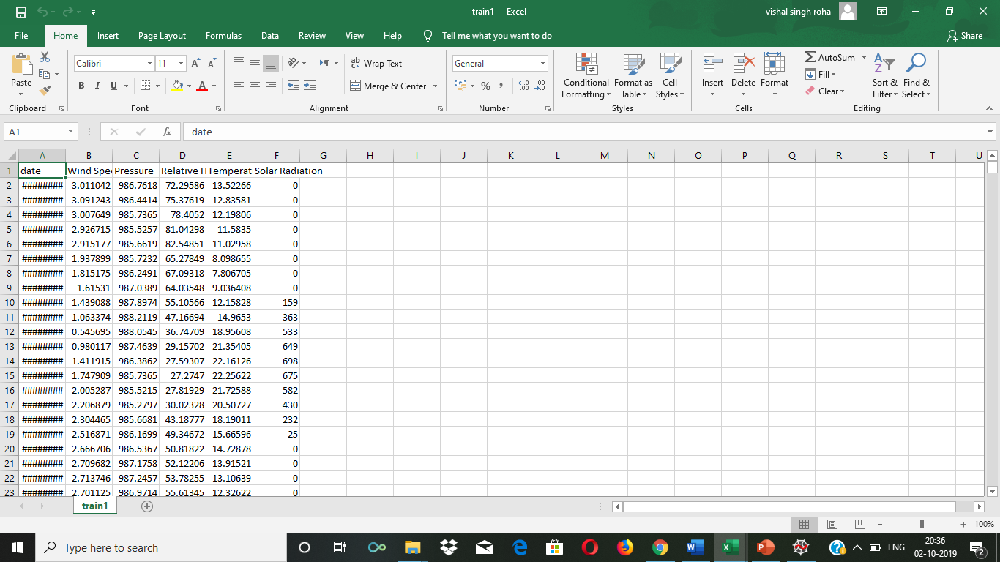 train1 - Excel
vishal singh roha
File Home Insert Page Layout Formulas Data Review View Help Tell me what you want to do Share
Paste
Clipboard
Calibri 11
B I U
Font
Wrap Text
Merge & Center
Alignment
General
Number
Conditional Formatting
Format as Table
Cell Styles
Styles
Insert Delete Format
Cells
AutoSum
Fill
Clear
Sort & Filter
Find & Select
Editing
A1 fx date
A B C D E F G H I J K L M N O P Q R S T U
1 date Wind Spe Pressure Relative H Temperat Solar Radiation
2 ######## 3.011042 986.7618 72.29586 13.52266 0
3 ######## 3.091243 986.4414 75.37619 12.83581 0
4 ######## 3.007649 985.7365 78.4052 12.19806 0
5 ######## 2.926715 985.5257 81.04298 11.5835 0
6 ######## 2.915177 985.6619 82.54851 11.02958 0
7 ######## 1.937899 985.7232 65.27849 8.098655 0
8 ######## 1.815175 986.2491 67.09318 7.806705 0
9 ######## 1.61531 987.0389 64.03548 9.036408 0
10 ######## 1.439088 987.8974 55.10566 12.15828 159
11 ######## 1.063374 988.2119 47.16694 14.9653 363
12 ######## 0.545695 988.0545 36.74709 18.95608 533
13 ######## 0.980117 987.4639 29.15702 21.35405 649
14 ######## 1.411915 986.3862 27.59307 22.16126 698
15 ######## 1.747909 985.7365 27.2747 22.25622 675
16 ######## 2.005287 985.5215 27.81929 21.72588 582
17 ######## 2.206879 985.2797 30.02328 20.50727 430
18 ######## 2.304465 985.6681 43.18777 18.19011 232
19 ######## 2.516871 986.1699 49.34672 15.66596 25
20 ######## 2.666706 986.5367 50.81822 14.72878 0
21 ######## 2.709682 987.1758 52.12206 13.91521 0
22 ######## 2.713746 987.2457 53.78255 13.10639 0
23 ######## 2.701125 986.9714 55.61345 12.32622 0
train1
100%
Type here to search
ENG
20:36
02-10-2019
2